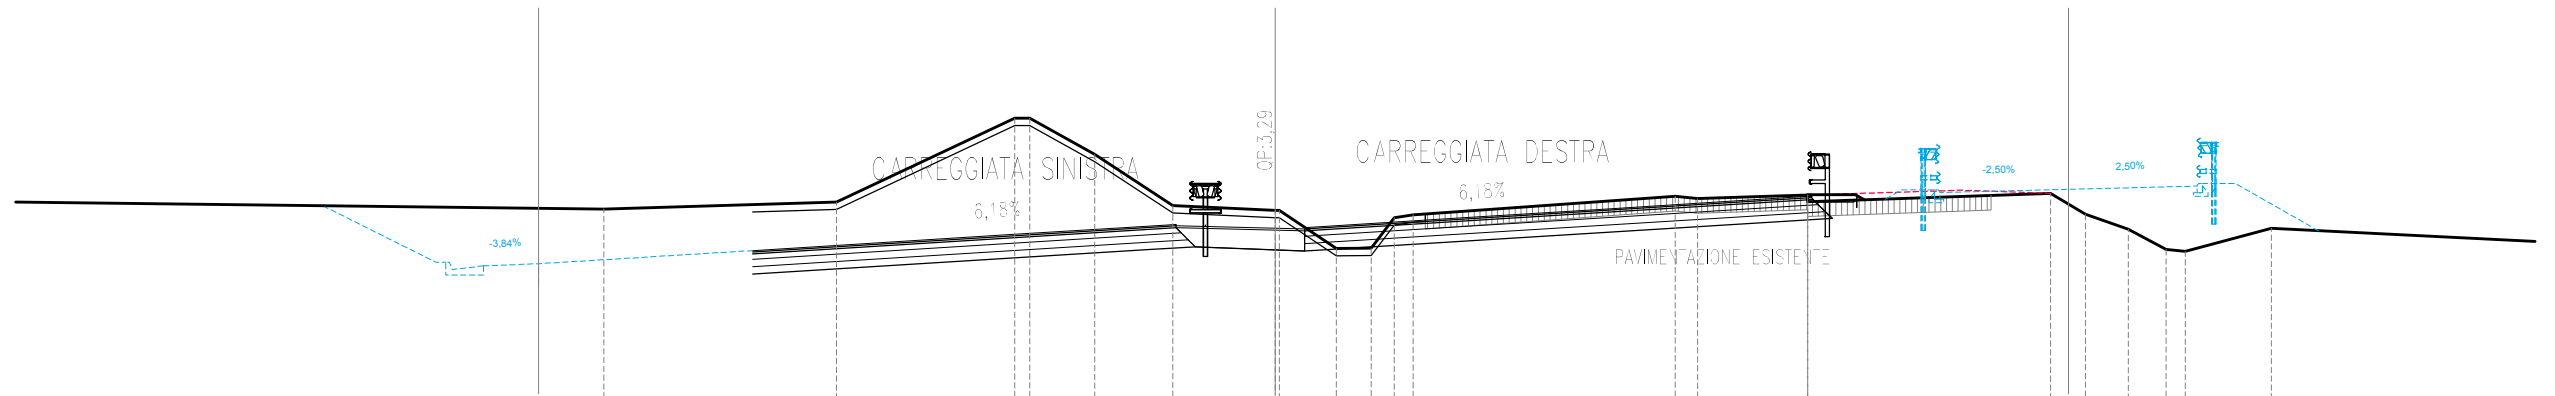 QP:3,29
CARREGGIATA DESTRA
CARREGGIATA SINISTRA
-2,50%
2,50%
6,18%
6,18%
-3,84%
PAVIMENTAZIONE ESISTENTE